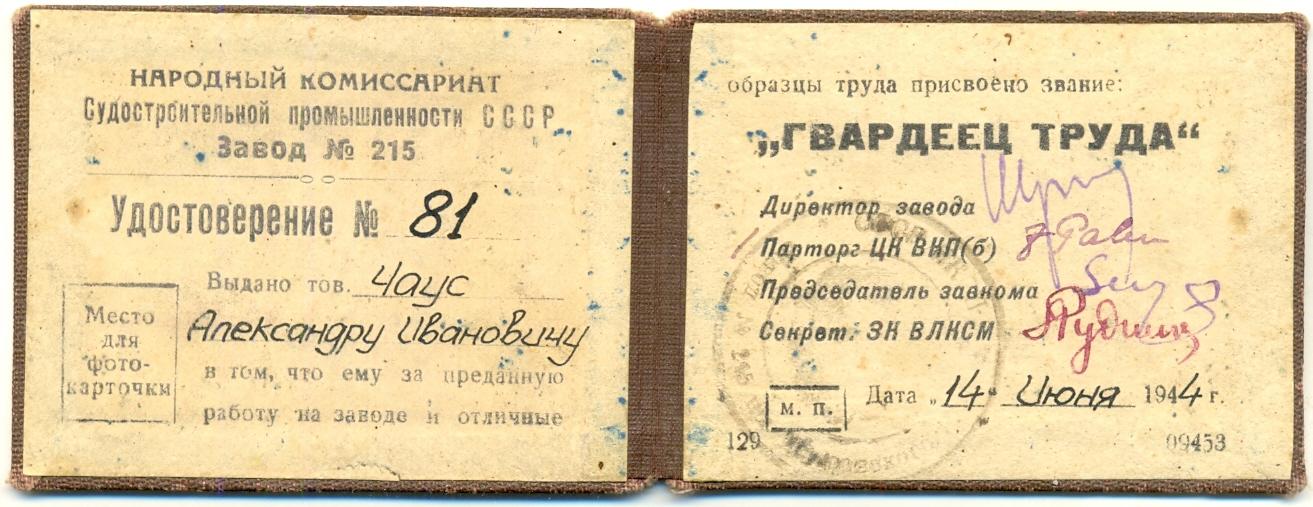 НАРОДНЫЙ КОМИССАРИАТ
Судостроительной промышленности СССР
Завод № 215
Удостоверение № 81
Выдано тов. Чаус
Александру Ивановичу
в том, что ему за преданную
работу на заводе и отличные
Место
для
фото-
карточки
образцы труда присвоено звание:
„ГВАРДЕЕЦ ТРУДА“
Директор завода
Парторг ЦК ВКП(б)
Председатель завкома
Секрет. ЗК ВЛКСМ
м. п.
Дата „14“ Июня 1944 г.
129
09453